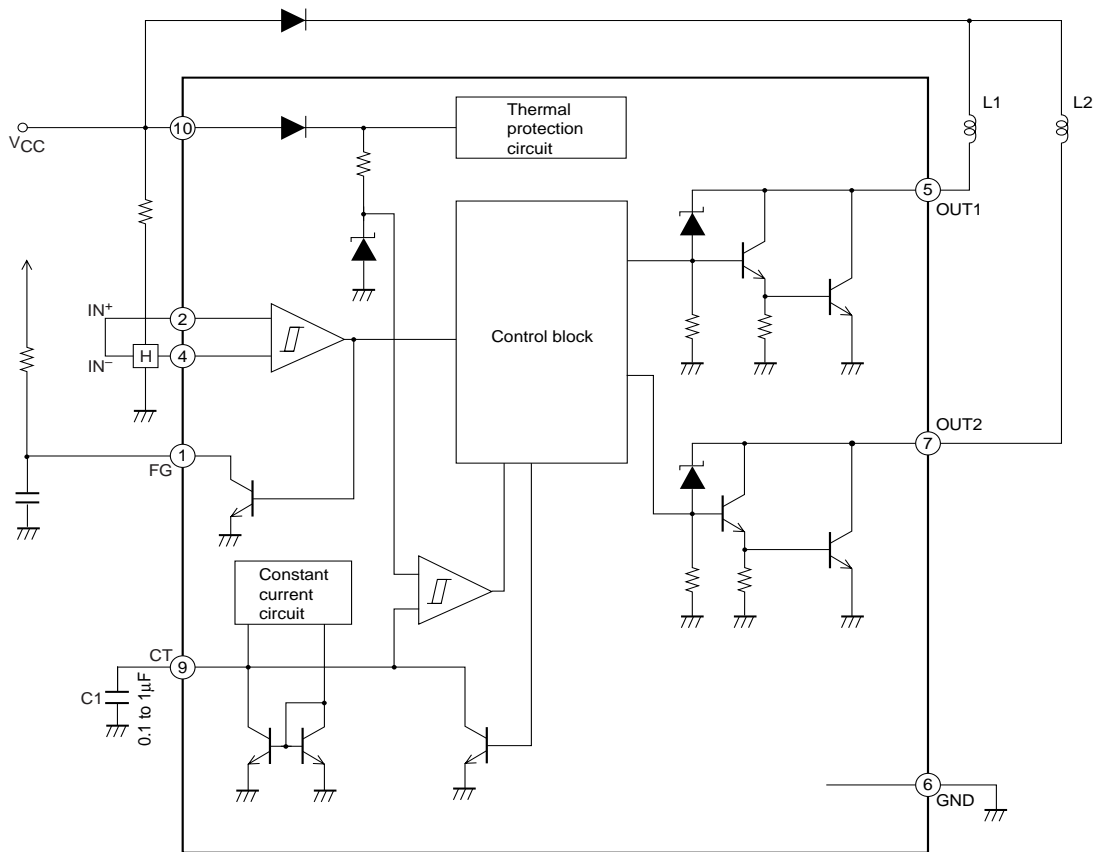 L1
L2
Thermal
protection
circuit
10
VCC
5
OUT1
IN+
2
Control block
IN−
H
4
OUT2
7
1
FG
Constant
current
circuit
CT
9
C1
0.1 to 1μF
6
GND